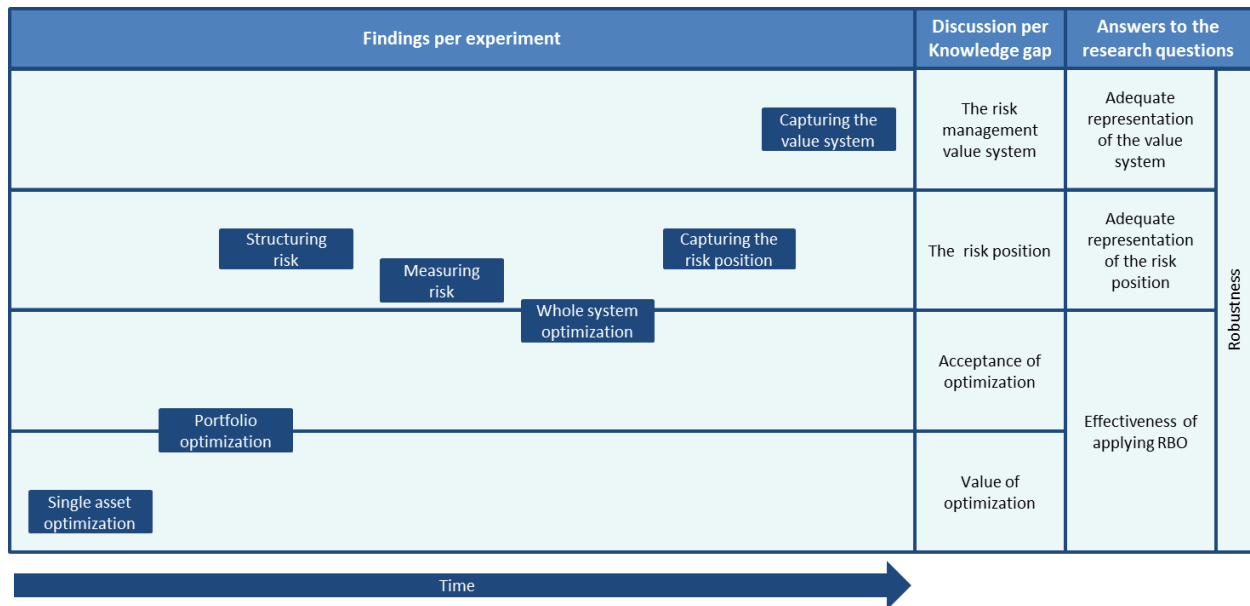 Findings per experiment
Discussion per
Knowledge gap
Answers to the
research questions
Capturing the
value system
The risk
management
value system
Adequate
representation
of the value
system
Structuring
risk
Measuring
risk
Capturing the
risk position
The risk position
Adequate
representation
of the risk
position
Robustness
Whole system
optimization
Acceptance of
optimization
Portfolio
optimization
Effectiveness of
applying RBO
Single asset
optimization
Value of
optimization
Time